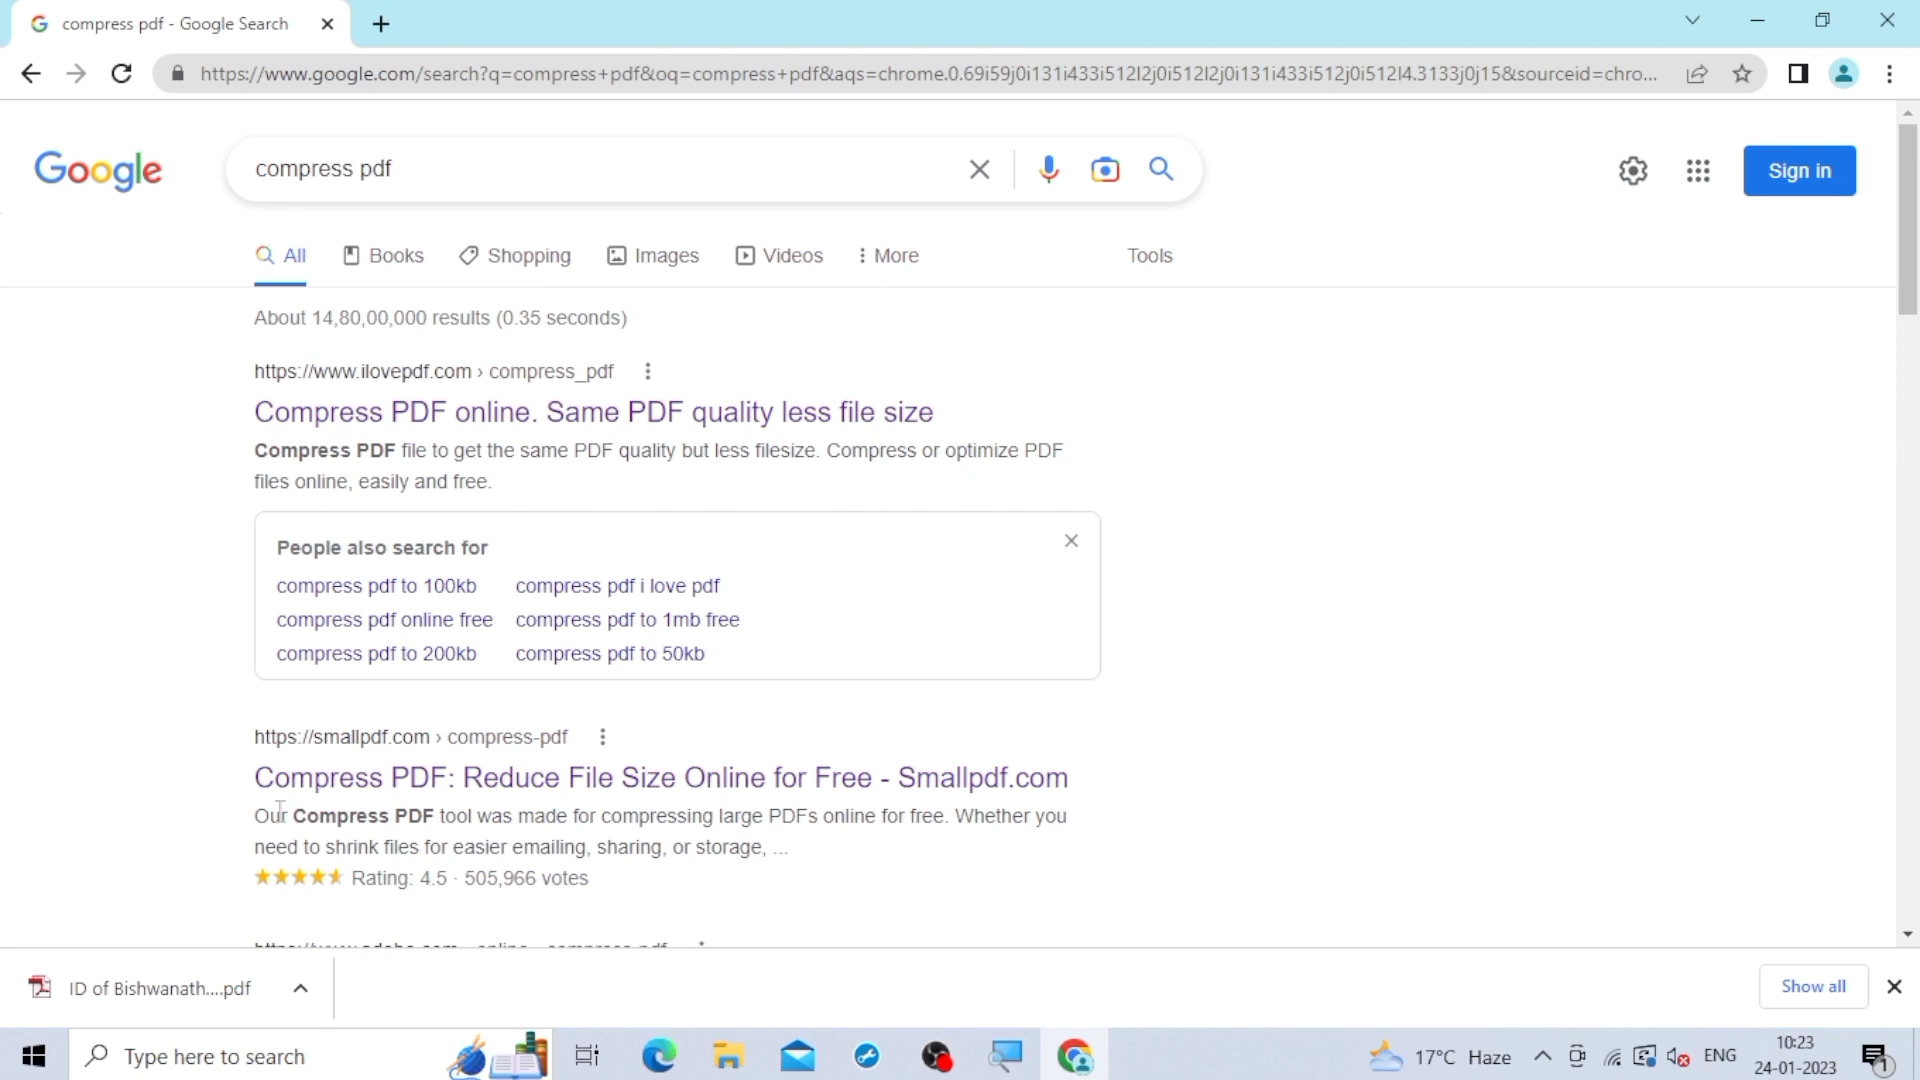 compress pdf - Google Search
https://www.google.com/search?q=compress+pdf&oq=compress+pdf&aqs=chrome.0.69i59j0i131i433i512l2j0i512l2j0i131i433i512j0i512l4.3133j0j15&sourceid=chro...
Google
compress pdf
Sign in
All Books Shopping Images Videos More Tools
About 14,80,00,000 results (0.35 seconds)
https://www.ilovepdf.com › compress_pdf
Compress PDF online. Same PDF quality less file size
Compress PDF file to get the same PDF quality but less filesize. Compress or optimize PDF
files online, easily and free.
People also search for
compress pdf to 100kb compress pdf i love pdf
compress pdf online free compress pdf to 1mb free
compress pdf to 200kb compress pdf to 50kb
https://smallpdf.com › compress-pdf
Compress PDF: Reduce File Size Online for Free - Smallpdf.com
Our Compress PDF tool was made for compressing large PDFs online for free. Whether you
need to shrink files for easier emailing, sharing, or storage, ...
Rating: 4.5 · 505,966 votes
ID of Bishwanath....pdf
Show all
Type here to search
17°C Haze
ENG
10:23
24-01-2023
1